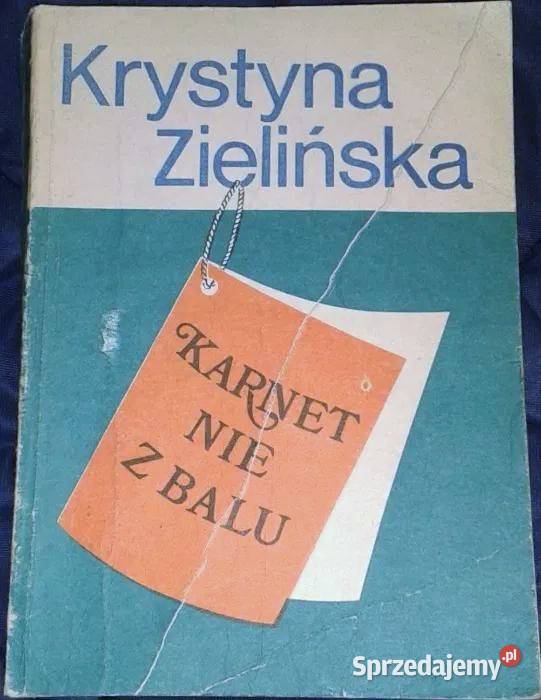 Krystyna
Zielińska
KARNET
NIE
Z BALU
Sprzedajemy.pl